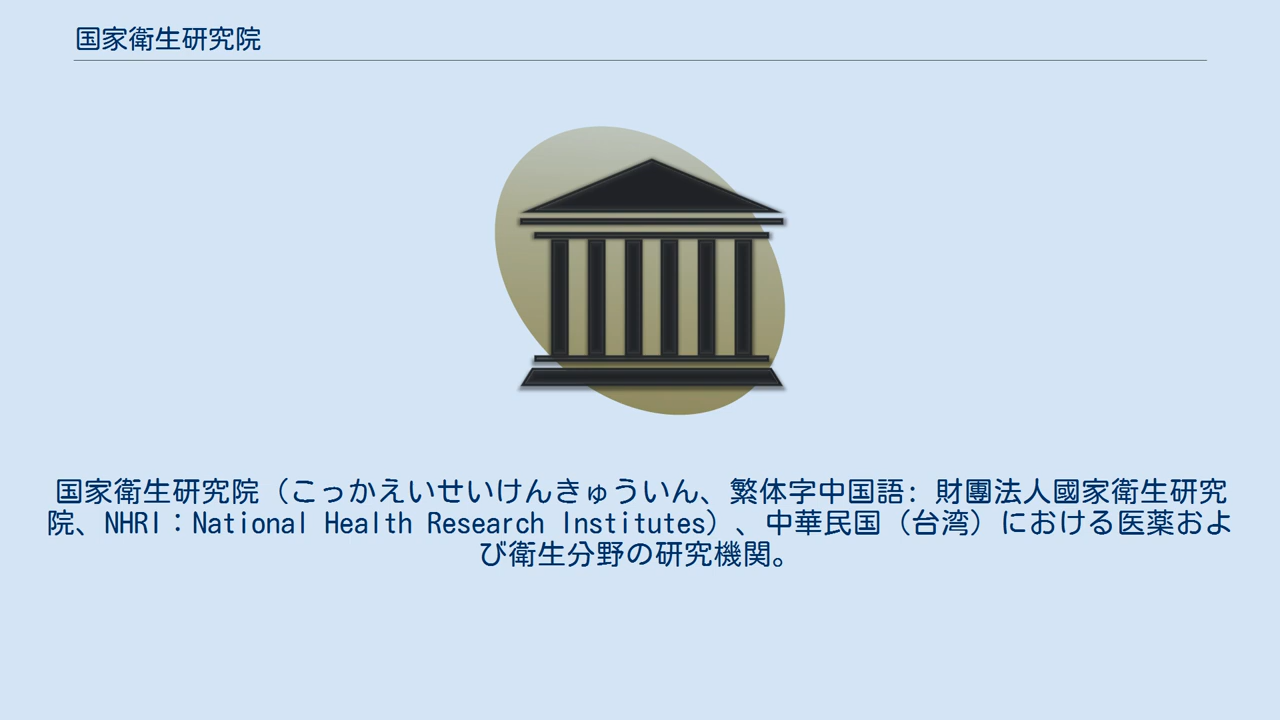 国家衛生研究院
国家衛生研究院（こっかえいせいけんきゅういん、繁体字中国語: 財團法人國家衛生研究
院、NHRI：National Health Research Institutes）、中華民国（台湾）における医薬およ
び衛生分野の研究機関。